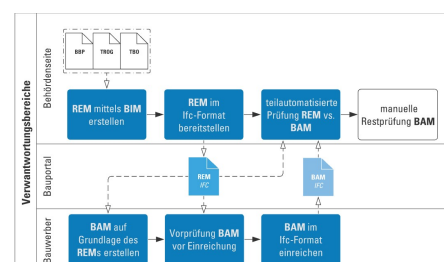 Verwantwortungsbereiche
Behördenseite
BBP
TROG
TBO
REM mittels BIM
erstellen
REM im
Ifc-Format
bereitstellen
teilautomatisierte
Prüfung REM vs.
BAM
manuelle
Restprüfung BAM
Bauportal
REM
IFC
BAM
IFC
Bauwerber
BAM auf
Grundlage des
REMs erstellen
Vorprüfung BAM
vor Einreichung
BAM im
Ifc-Format
einreichen